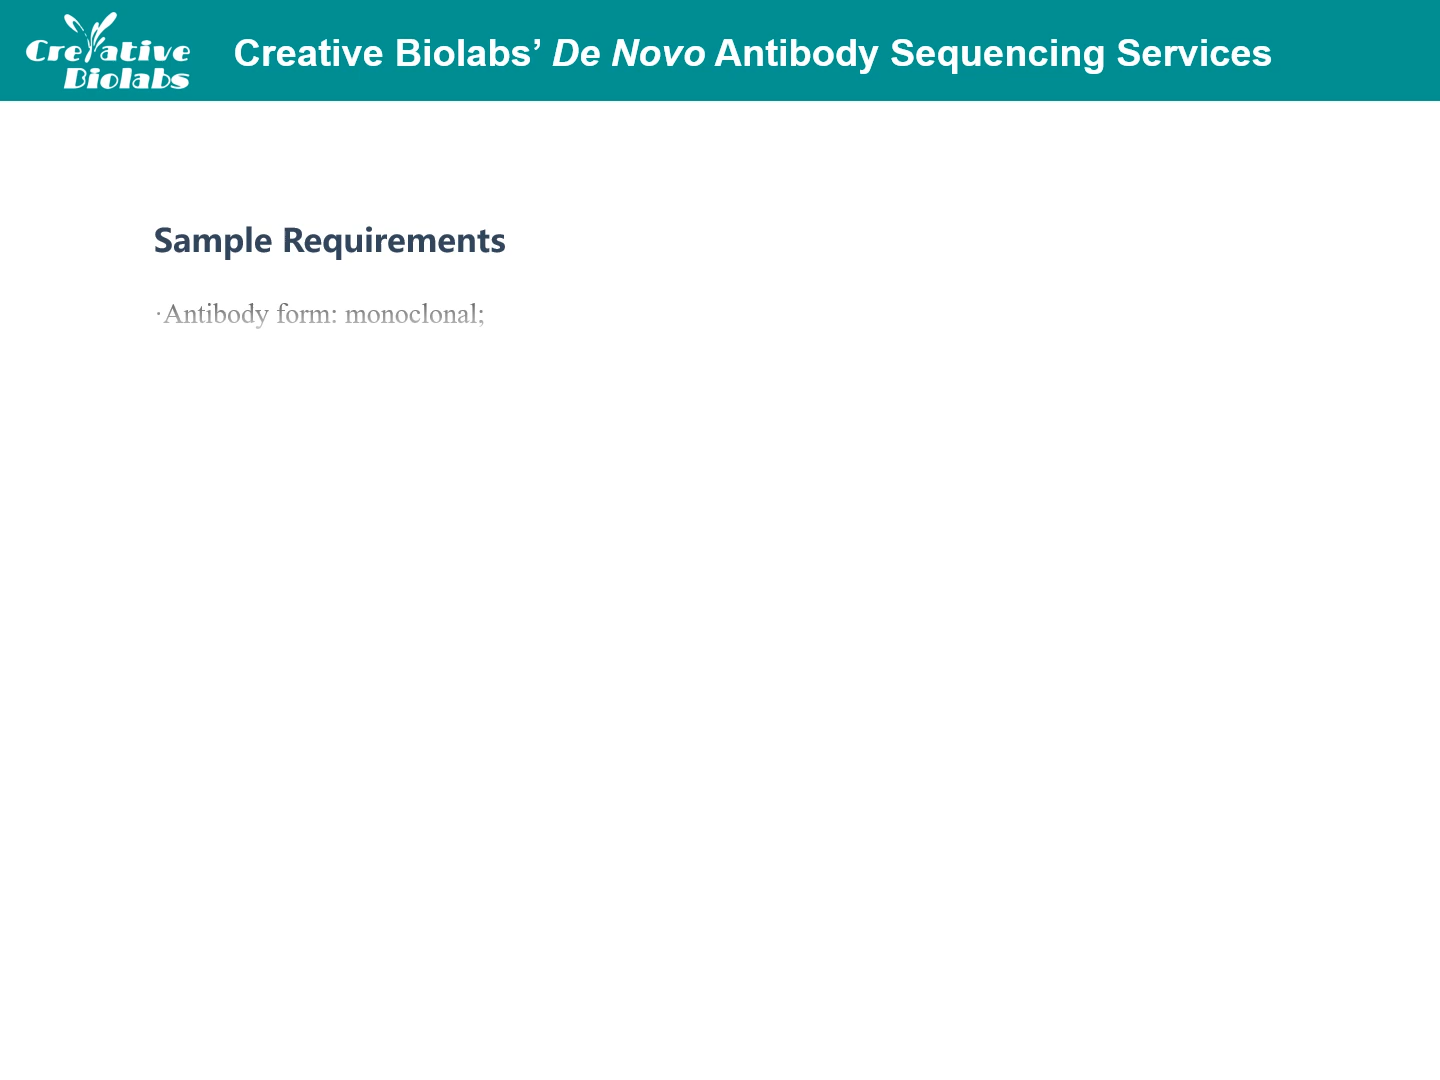 Creative
Biolabs
Creative Biolabs’ De Novo Antibody Sequencing Services
Sample Requirements
·Antibody form: monoclonal;